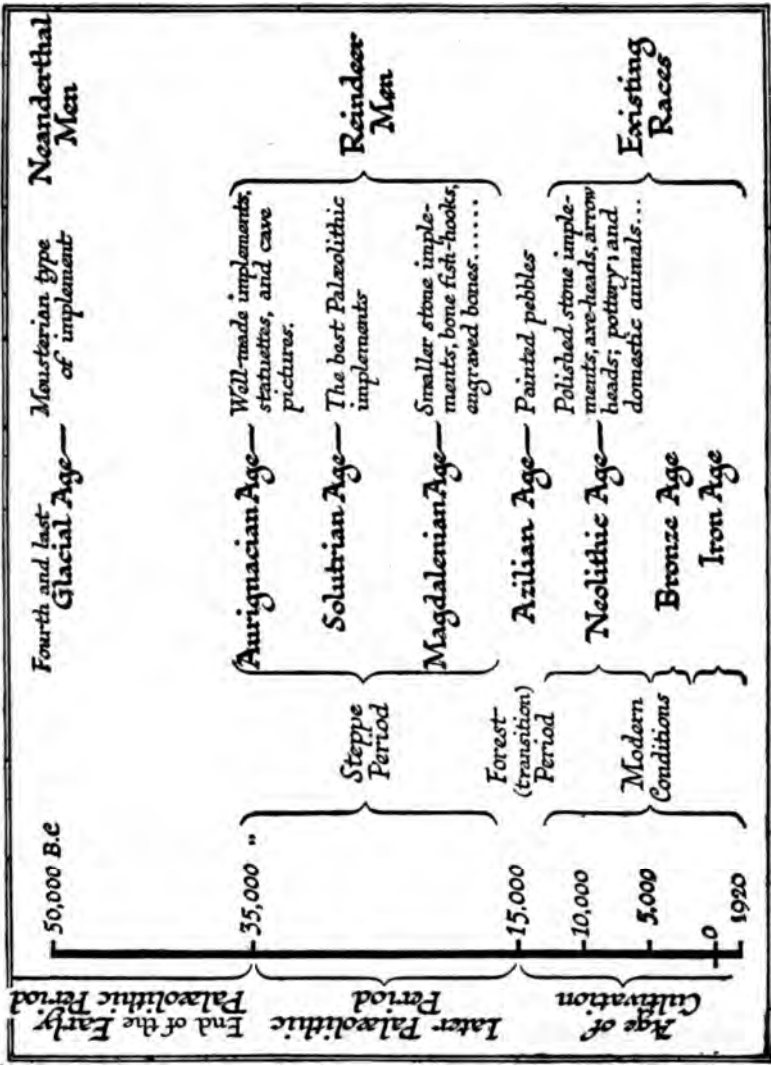 50,000 B.C
35,000 "
15,000
10,000
5,000
0
1920
End of the Early
Palæolithic Period
Later Palæolithic
Period
Age of
Cultivation
Steppe
Period
Forest-
(transition)
Period
Modern
Conditions
Fourth and last
Glacial Age—
Mousterian type
of implement
Neanderthal
Men
Aurignacian Age—
Well-made implements,
statuettes, and cave
pictures.
Solutrian Age—
The best Palæolithic
implements
Magdalenian Age—
Smaller stone imple-
ments, bone fish-hooks,
engraved bones......
Reindeer
Men
Azilian Age—
Painted pebbles
Neolithic Age—
Polished stone imple-
ments, axe-heads, arrow
heads; pottery; and
domestic animals...
Bronze Age
Iron Age
Existing
Races